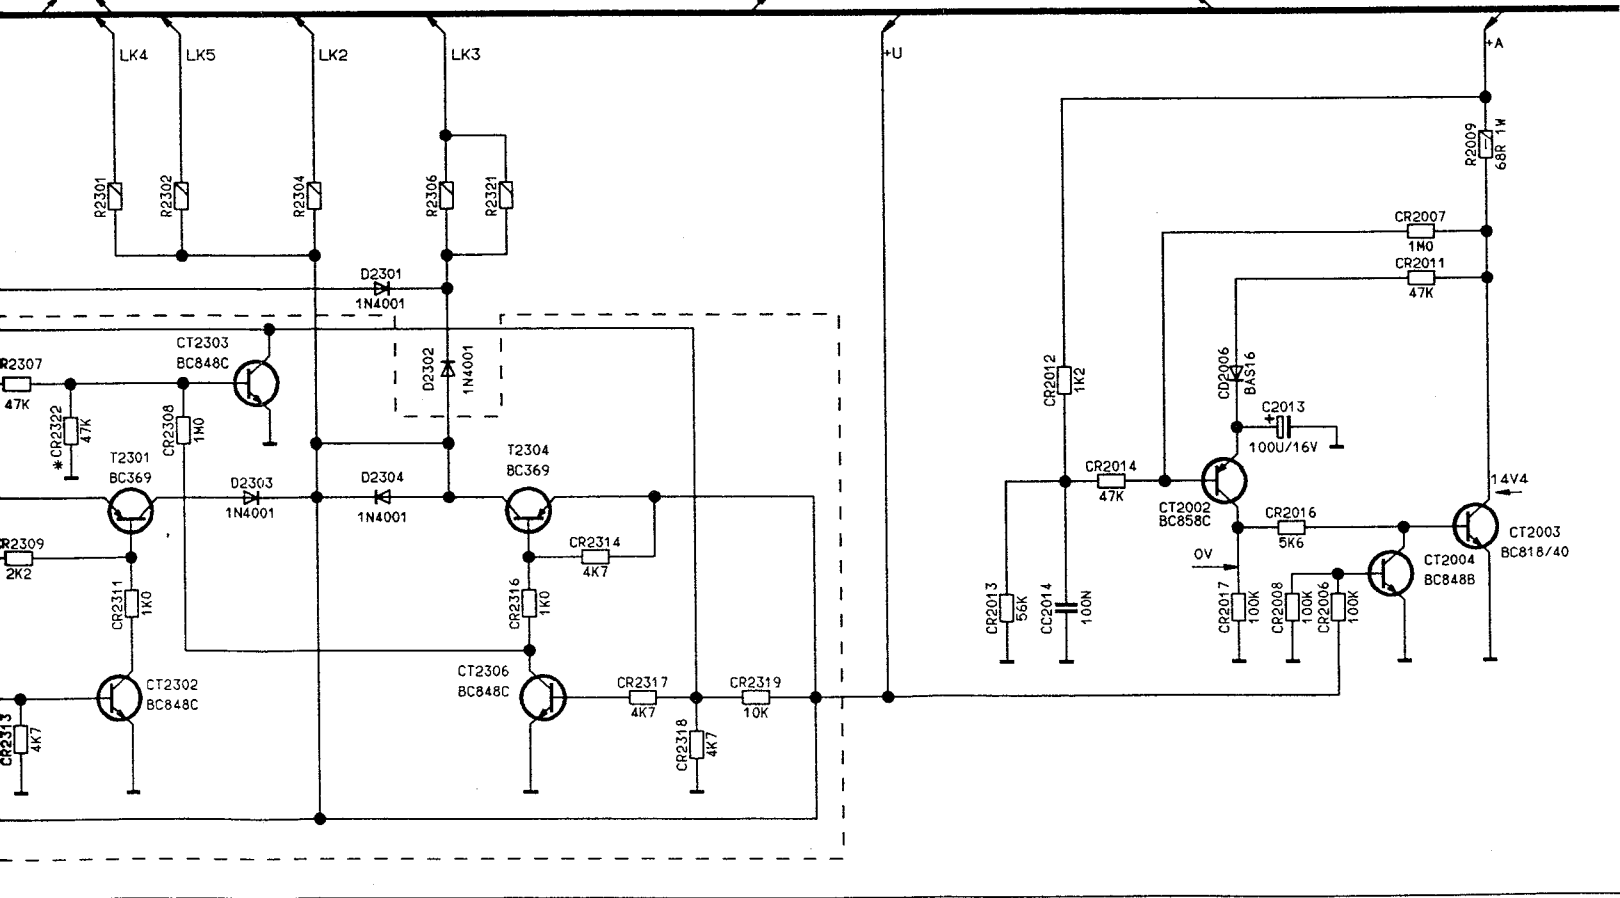 LK4
LK5
LK2
LK3
+U
+A
R2009
68R 1W
R2301
R2302
R2304
R2306
R2321
CR2007
1M0
CR2011
47K
D2301
1N4001
CT2303
BC848C
R2307
47K
D2302
1N4001
CR2012
1K2
CD2006
BAS16
C2013
+
100U/16V
*CR2322
47K
CR2308
1M0
T2301
BC369
T2304
BC369
D2303
1N4001
D2304
1N4001
CR2014
47K
14V4
CT2002
BC858C
CR2016
5K6
CT2003
BC818/40
CR2309
2K2
CR2314
4K7
0V
CT2004
BC848B
CR2311
1K0
CR2316
1K0
CR2013
56K
CC2014
100N
CR2017
100K
CR2008
100K
CR2006
100K
CT2302
BC848C
CT2306
BC848C
CR2317
4K7
CR2319
10K
CR2313
4K7
CR2318
4K7